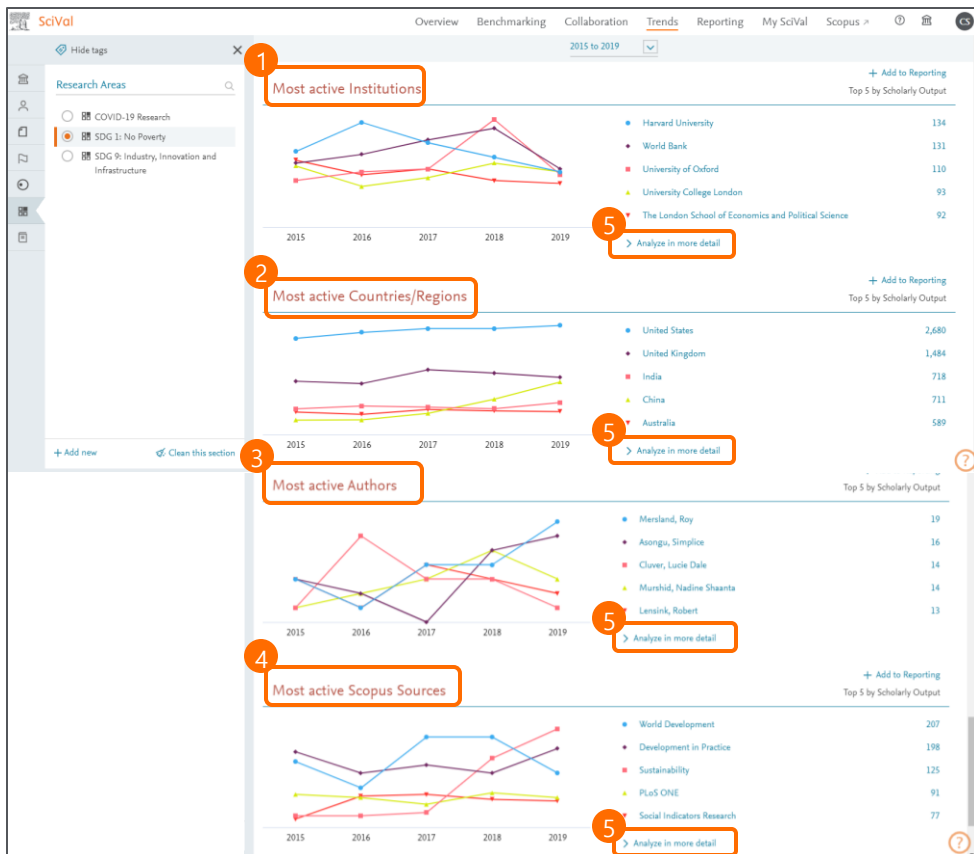 SciVal
Overview Benchmarking Collaboration Trends Reporting My SciVal Scopus ↗ ? CS
Hide tags ×
2015 to 2019
Research Areas
COVID-19 Research
SDG 1: No Poverty
SDG 9: Industry, Innovation and
Infrastructure
+ Add new Clean this section
1
Most active Institutions
+ Add to Reporting
Top 5 by Scholarly Output
Harvard University 134
World Bank 131
University of Oxford 110
University College London 93
The London School of Economics and Political Science 92
2015 2016 2017 2018 2019
5
> Analyze in more detail
2
Most active Countries/Regions
+ Add to Reporting
Top 5 by Scholarly Output
United States 2,680
United Kingdom 1,484
India 718
China 711
Australia 589
2015 2016 2017 2018 2019
5
> Analyze in more detail
?
3
Most active Authors
Top 5 by Scholarly Output
Mersland, Roy 19
Asongu, Simplice 16
Cluver, Lucie Dale 14
Murshid, Nadine Shaanta 14
Lensink, Robert 13
2015 2016 2017 2018 2019
5
> Analyze in more detail
4
Most active Scopus Sources
+ Add to Reporting
Top 5 by Scholarly Output
World Development 207
Development in Practice 198
Sustainability 125
PLoS ONE 91
Social Indicators Research 77
2015 2016 2017 2018 2019
5
> Analyze in more detail
?